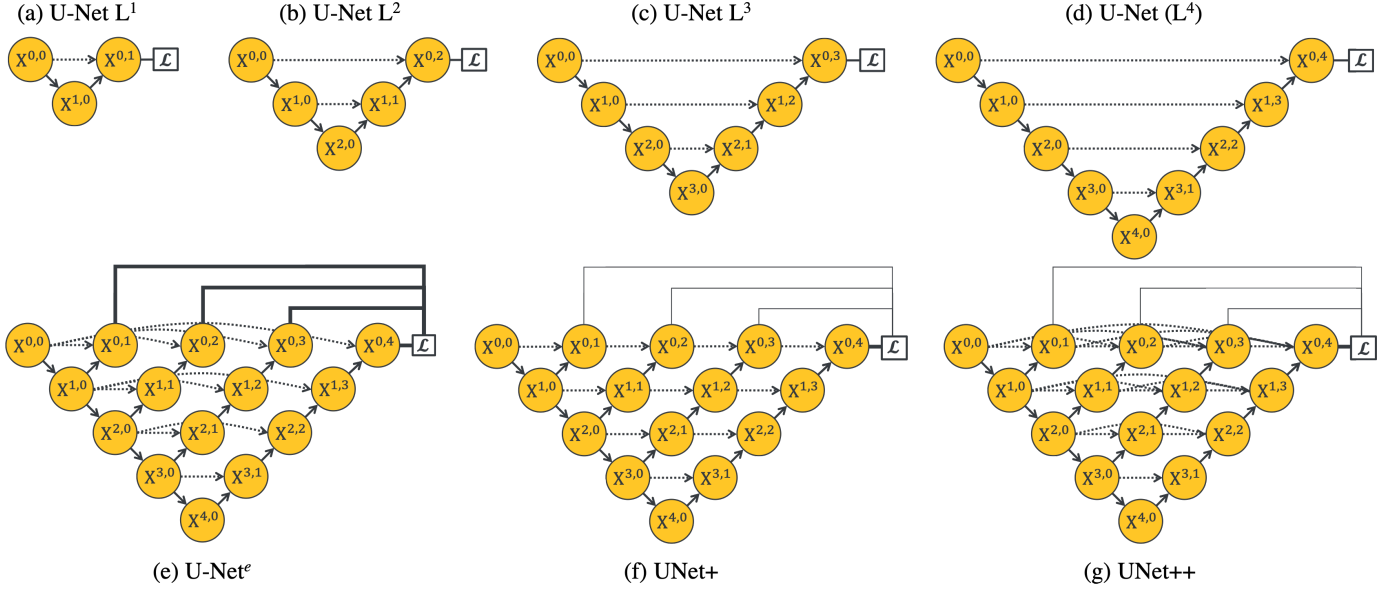 (a) U-Net L¹ (b) U-Net L² (c) U-Net L³ (d) U-Net (L⁴)
X⁰,⁰ X⁰,¹ ℒ X⁰,⁰ X⁰,² ℒ X⁰,⁰ X⁰,³ ℒ X⁰,⁰ X⁰,⁴ ℒ
X¹,⁰ X¹,⁰ X¹,¹ X¹,⁰ X¹,² X¹,⁰ X¹,³
X²,⁰ X²,⁰ X²,¹ X²,⁰ X²,²
X³,⁰ X³,⁰ X³,¹
X⁴,⁰
X⁰,⁰ X⁰,¹ X⁰,² X⁰,³ X⁰,⁴ ℒ X⁰,⁰ X⁰,¹ X⁰,² X⁰,³ X⁰,⁴ ℒ X⁰,⁰ X⁰,¹ X⁰,² X⁰,³ X⁰,⁴ ℒ
X¹,⁰ X¹,¹ X¹,² X¹,³ X¹,⁰ X¹,¹ X¹,² X¹,³ X¹,⁰ X¹,¹ X¹,² X¹,³
X²,⁰ X²,¹ X²,² X²,⁰ X²,¹ X²,² X²,⁰ X²,¹ X²,²
X³,⁰ X³,¹ X³,⁰ X³,¹ X³,⁰ X³,¹
X⁴,⁰ X⁴,⁰ X⁴,⁰
(e) U-Netᵉ (f) UNet+ (g) UNet++